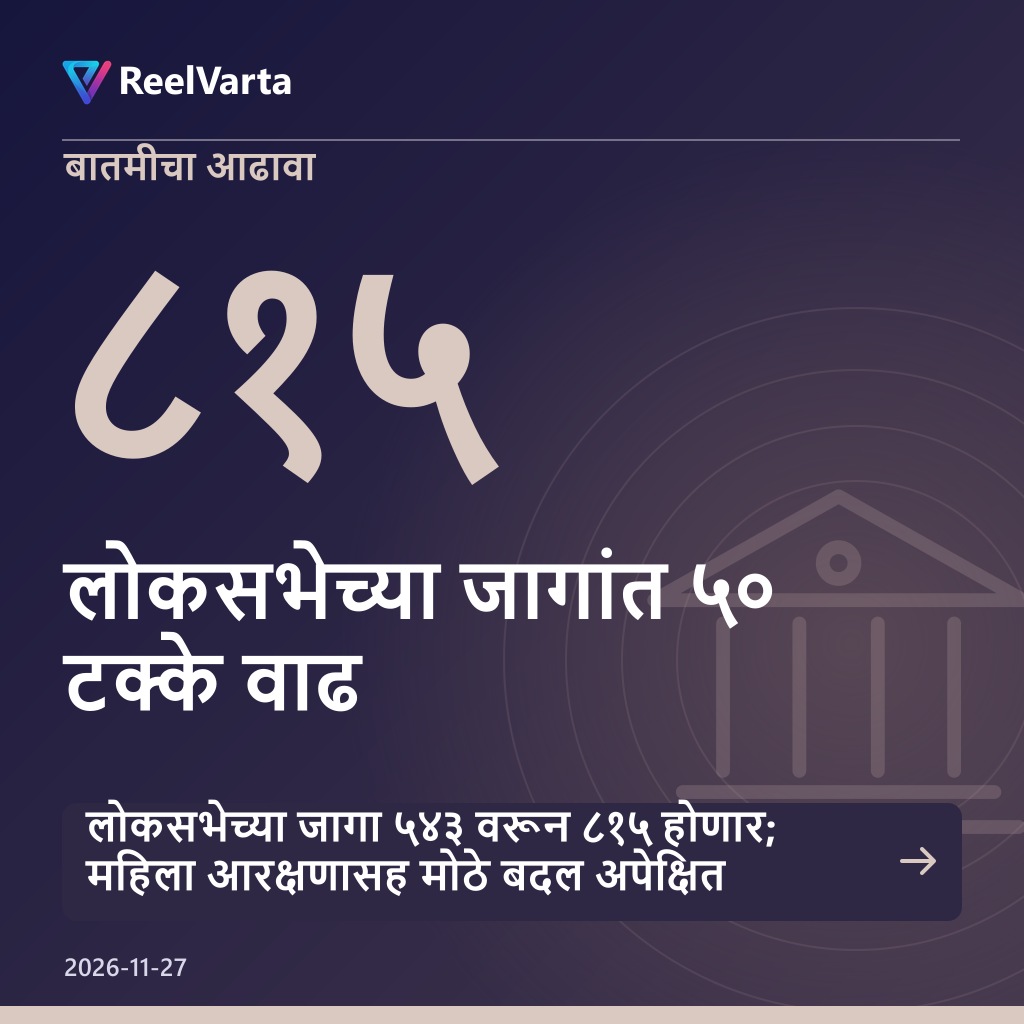 ReelVarta
बातमीचा आढावा
८१५
लोकसभेच्या जागांत ५०
टक्के वाढ
लोकसभेच्या जागा ५४३ वरून ८१५ होणार;
महिला आरक्षणासह मोठे बदल अपेक्षित
2026-11-27